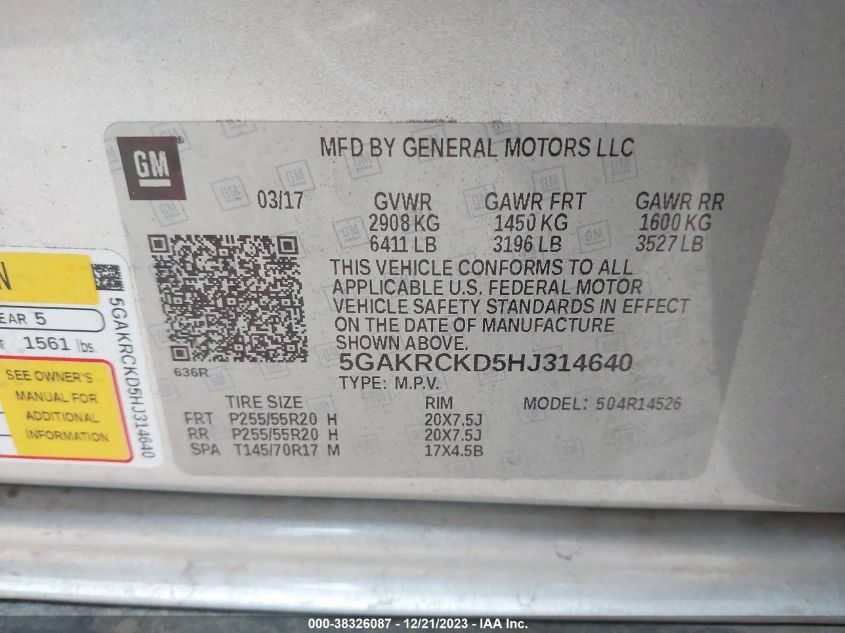 GM
MFD BY GENERAL MOTORS LLC
03/17 GVWR GAWR FRT GAWR RR
2908 KG 1450 KG 1600 KG
6411 LB 3196 LB 3527 LB
THIS VEHICLE CONFORMS TO ALL
APPLICABLE U.S. FEDERAL MOTOR
VEHICLE SAFETY STANDARDS IN EFFECT
ON THE DATE OF MANUFACTURE
SHOWN ABOVE.
636R
5GAKRCKD5HJ314640
TYPE: M.P.V.
TIRE SIZE RIM MODEL: 504R14526
FRT P255/55R20 H 20X7.5J
RR P255/55R20 H 20X7.5J
SPA T145/70R17 M 17X4.5B
N
EAR 5
1561 lbs.
SEE OWNER'S
MANUAL FOR
ADDITIONAL
INFORMATION
5GAKRCKD5HJ314640
000-38326087 - 12/21/2023 - © IAA, Inc.